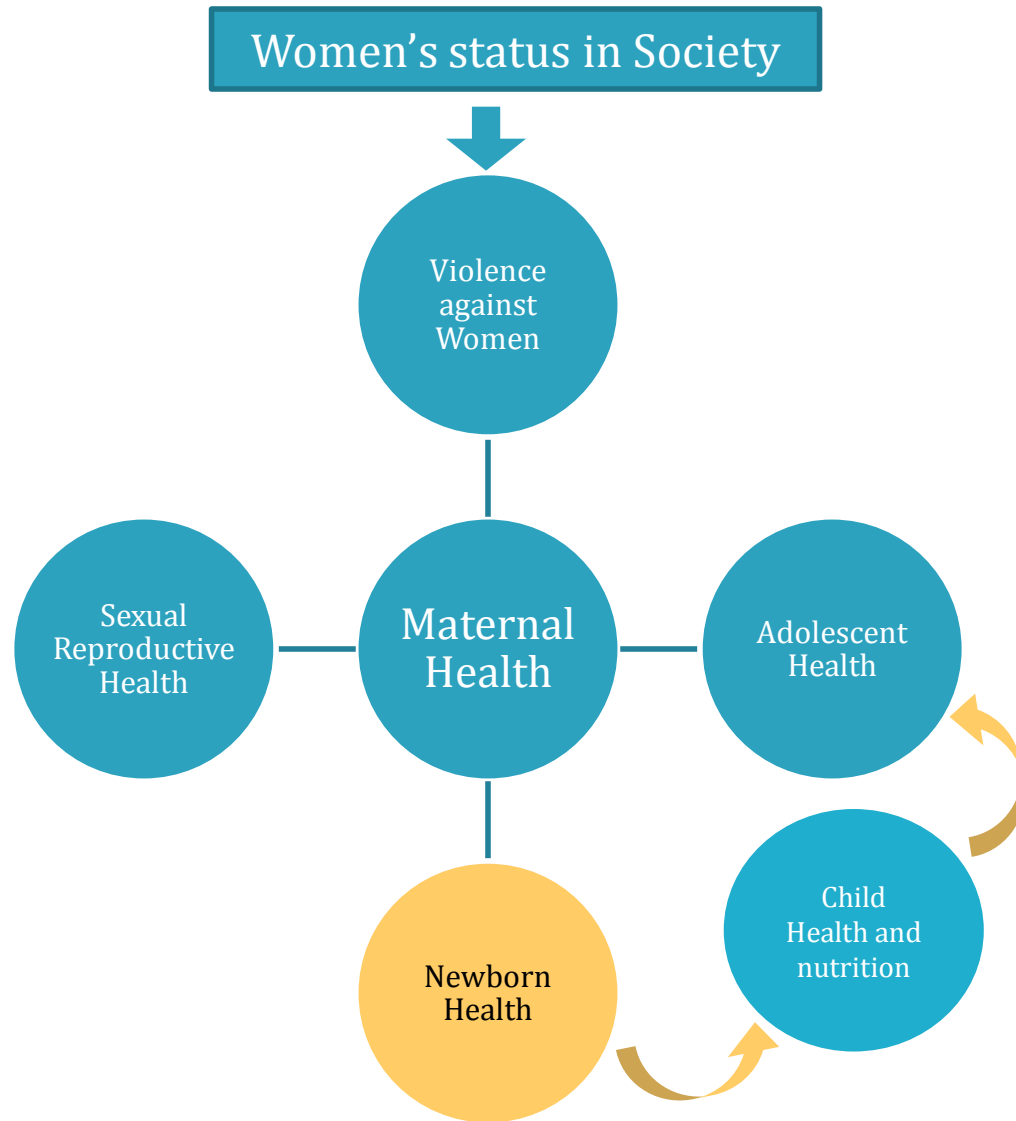 Women’s status in Society
Violence
against
Women
Sexual
Reproductive
Health
Maternal
Health
Adolescent
Health
Child
Health and
nutrition
Newborn
Health